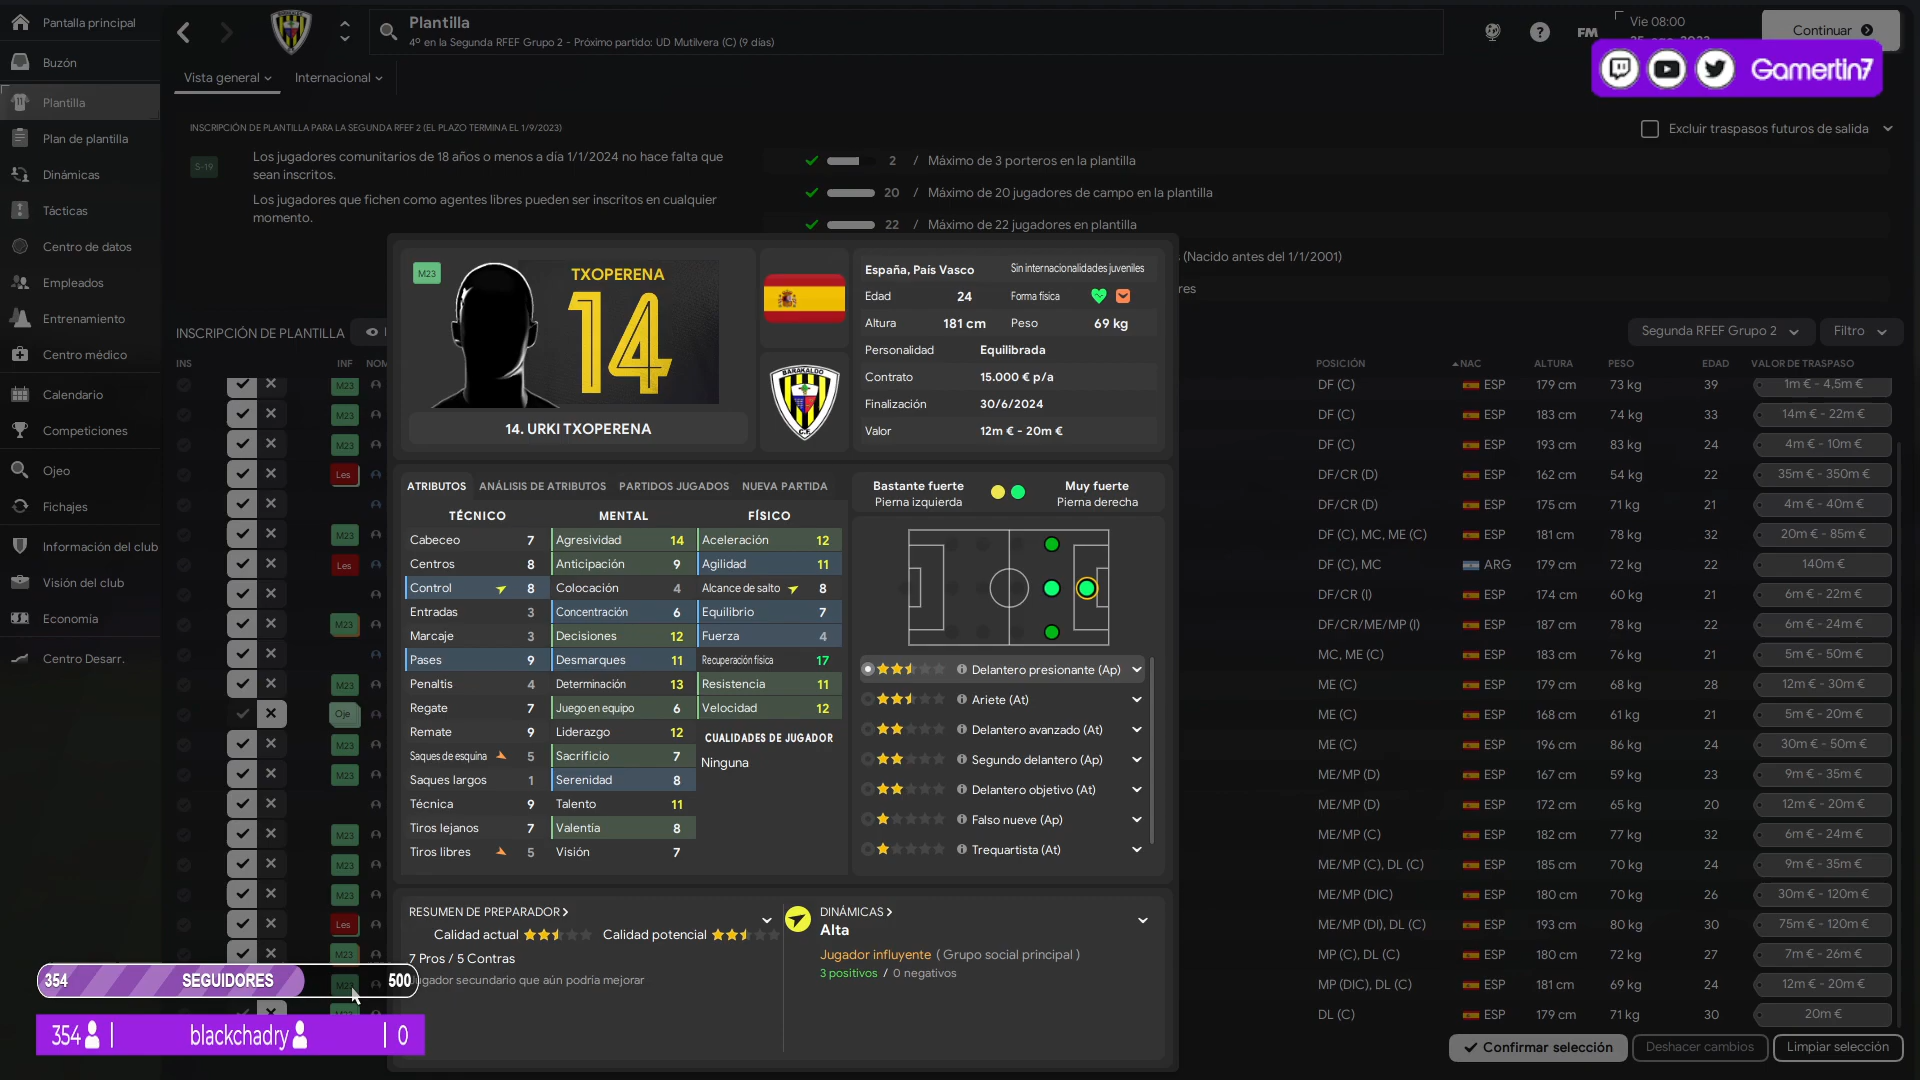 Pantalla principal
Buzón
Plantilla
Plan de plantilla
Dinámicas
Tácticas
Centro de datos
Empleados
Entrenamiento
Centro médico
Calendario
Competiciones
Ojeo
Fichajes
Información del club
Visión del club
Economía
Centro Desarr.
Plantilla
4º en la Segunda RFEF Grupo 2 - Próximo partido: UD Mutilvera (C) (9 días)
FM
Vie 08:00
Continuar
Gamertin7
Vista general
Internacional
INSCRIPCIÓN DE PLANTILLA PARA LA SEGUNDA RFEF 2 (EL PLAZO TERMINA EL 1/9/2023)
Excluir traspasos futuros de salida
S-19
Los jugadores comunitarios de 18 años o menos a día 1/1/2024 no hace falta que
sean inscritos.
Los jugadores que fichen como agentes libres pueden ser inscritos en cualquier
momento.
2 / Máximo de 3 porteros en la plantilla
20 / Máximo de 20 jugadores de campo en la plantilla
22 / Máximo de 22 jugadores en plantilla
(Nacido antes del 1/1/2001)
res
INSCRIPCIÓN DE PLANTILLA
Segunda RFEF Grupo 2
Filtro
INS INF NOM
POSICIÓN NAC ALTURA PESO EDAD VALOR DE TRASPASO
M23 DF (C) ESP 179 cm 73 kg 39 1m € - 4,5m €
M23 DF (C) ESP 183 cm 74 kg 33 14m € - 22m €
M23 DF (C) ESP 193 cm 83 kg 24 4m € - 10m €
Les DF/CR (D) ESP 162 cm 54 kg 22 35m € - 350m €
DF/CR (D) ESP 175 cm 71 kg 21 4m € - 40m €
M23 DF (C), MC, ME (C) ESP 181 cm 78 kg 32 20m € - 85m €
Les DF (C), MC ARG 179 cm 72 kg 22 140m €
DF/CR (I) ESP 174 cm 60 kg 21 6m € - 22m €
M23 DF/CR/ME/MP (I) ESP 187 cm 78 kg 22 6m € - 24m €
MC, ME (C) ESP 183 cm 76 kg 21 5m € - 50m €
M23 ME (C) ESP 179 cm 68 kg 28 12m € - 30m €
Oje ME (C) ESP 168 cm 61 kg 21 5m € - 20m €
M23 ME (C) ESP 196 cm 86 kg 24 30m € - 50m €
M23 ME/MP (D) ESP 167 cm 59 kg 23 9m € - 35m €
ME/MP (D) ESP 172 cm 65 kg 20 12m € - 20m €
M23 ME/MP (C) ESP 182 cm 77 kg 32 6m € - 24m €
M23 ME/MP (C), DL (C) ESP 185 cm 70 kg 24 9m € - 35m €
M23 ME/MP (DIC) ESP 180 cm 70 kg 26 30m € - 120m €
Les ME/MP (DI), DL (C) ESP 193 cm 80 kg 30 75m € - 120m €
M23 MP (C), DL (C) ESP 180 cm 72 kg 27 7m € - 26m €
M23 MP (DIC), DL (C) ESP 181 cm 69 kg 24 12m € - 20m €
DL (C) ESP 179 cm 71 kg 30 20m €
Confirmar selección
Deshacer cambios
Limpiar selección
M23
TXOPERENA
14
14. URKI TXOPERENA
BARAKALDO
C.F.
España, País Vasco Sin internacionalidades juveniles
Edad 24 Forma física
Altura 181 cm Peso 69 kg
Personalidad Equilibrada
Contrato 15.000 € p/a
Finalización 30/6/2024
Valor 12m € - 20m €
ATRIBUTOS ANÁLISIS DE ATRIBUTOS PARTIDOS JUGADOS NUEVA PARTIDA
TÉCNICO MENTAL FÍSICO
Cabeceo 7 Agresividad 14 Aceleración 12
Centros 8 Anticipación 9 Agilidad 11
Control 8 Colocación 4 Alcance de salto 8
Entradas 3 Concentración 6 Equilibrio 7
Marcaje 3 Decisiones 12 Fuerza 4
Pases 9 Desmarques 11 Recuperación física 17
Penaltis 4 Determinación 13 Resistencia 11
Regate 7 Juego en equipo 6 Velocidad 12
Remate 9 Liderazgo 12
Saques de esquina 5 Sacrificio 7
Saques largos 1 Serenidad 8
Técnica 9 Talento 11
Tiros lejanos 7 Valentía 8
Tiros libres 5 Visión 7
CUALIDADES DE JUGADOR
Ninguna
Bastante fuerte
Pierna izquierda
Muy fuerte
Pierna derecha
Delantero presionante (Ap)
Ariete (At)
Delantero avanzado (At)
Segundo delantero (Ap)
Delantero objetivo (At)
Falso nueve (Ap)
Trequartista (At)
RESUMEN DE PREPARADOR
Calidad actual Calidad potencial
7 Pros / 5 Contras
ugador secundario que aún podría mejorar
DINÁMICAS
Alta
Jugador influyente ( Grupo social principal )
3 positivos / 0 negativos
354 SEGUIDORES 500
354 blackchadry 0